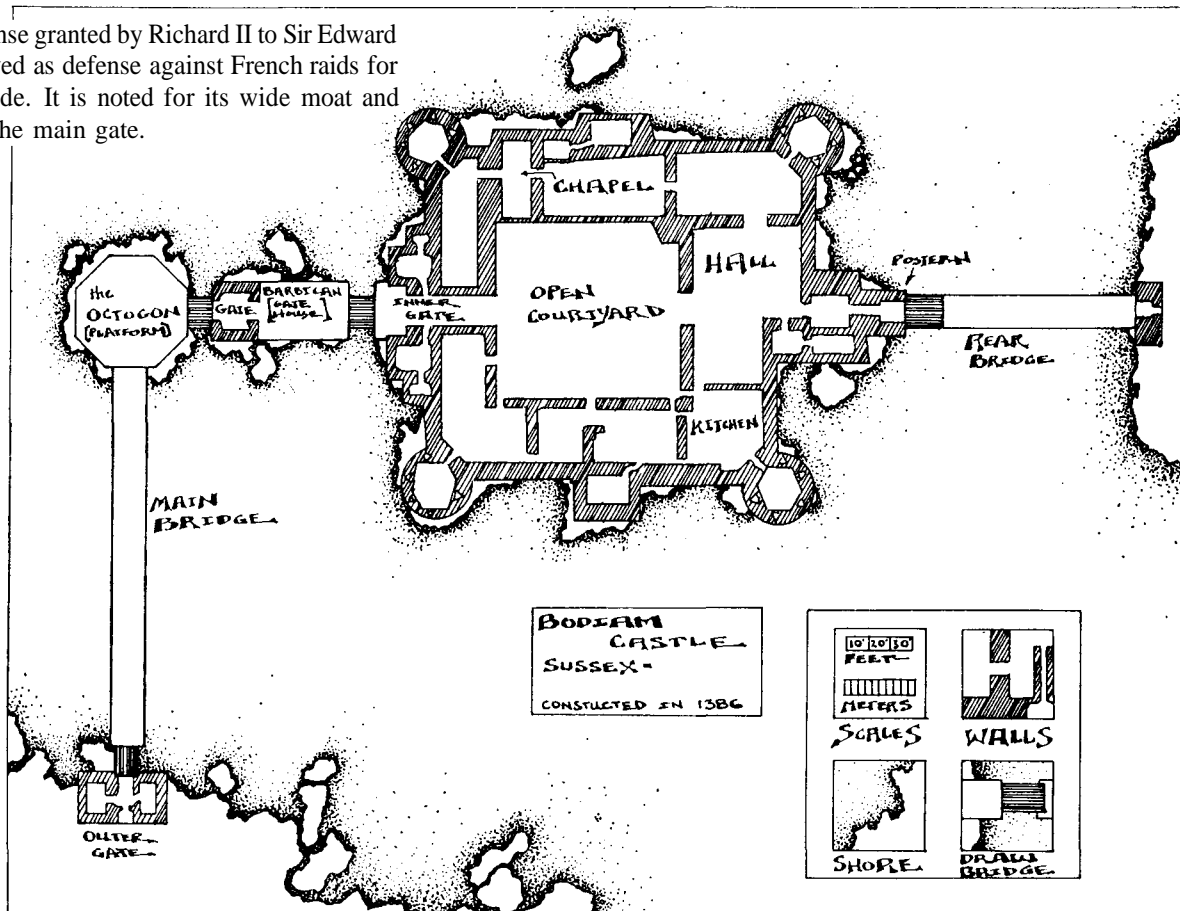 nse granted by Richard II to Sir Edward
ved as defense against French raids for
de. It is noted for its wide moat and
the main gate.
CHAPEL
HALL
POSTERN
the
OCTOGON
[PLATFORM]
GATE
BARBICAN
[GATE
HOUSE]
INNER
GATE
OPEN
COURTYARD
REAR
BRIDGE
KITCHEN
MAIN
BRIDGE
OUTER
GATE
BODIAM
CASTLE
SUSSEX-
CONSTUCTED IN 1386
10' 20' 30'
FEET
METERS
SCALES
WALLS
SHORE
DRAW
BRIDGE